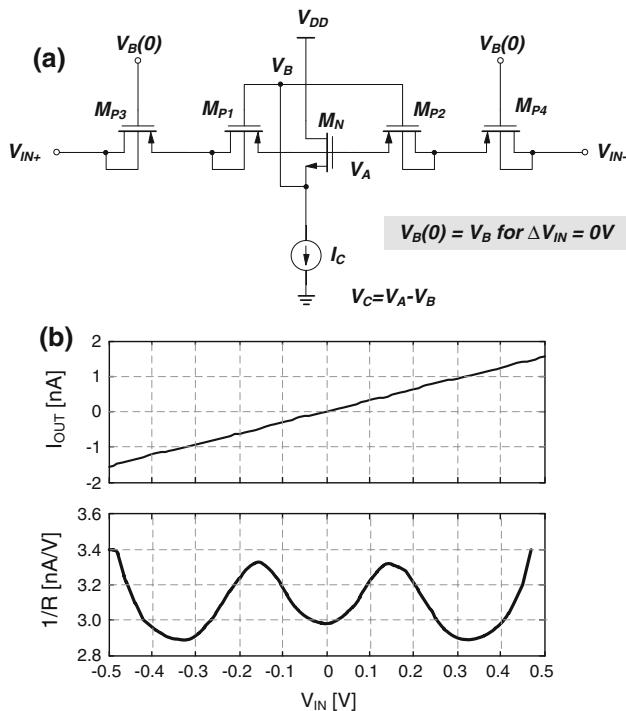 (a)
V_DD
V_B(0)
V_B
V_B(0)
M_P3
M_P1
M_N
M_P2
M_P4
V_IN+
V_A
V_IN-
V_B(0) = V_B for ΔV_IN = 0V
I_C
V_C=V_A-V_B
(b)
I_OUT [nA]
2
1
0
-1
-2
1/R [nA/V]
3.6
3.4
3.2
3.0
2.8
-0.5 -0.4 -0.3 -0.2 -0.1 0 0.1 0.2 0.3 0.4 0.5
V_IN [V]